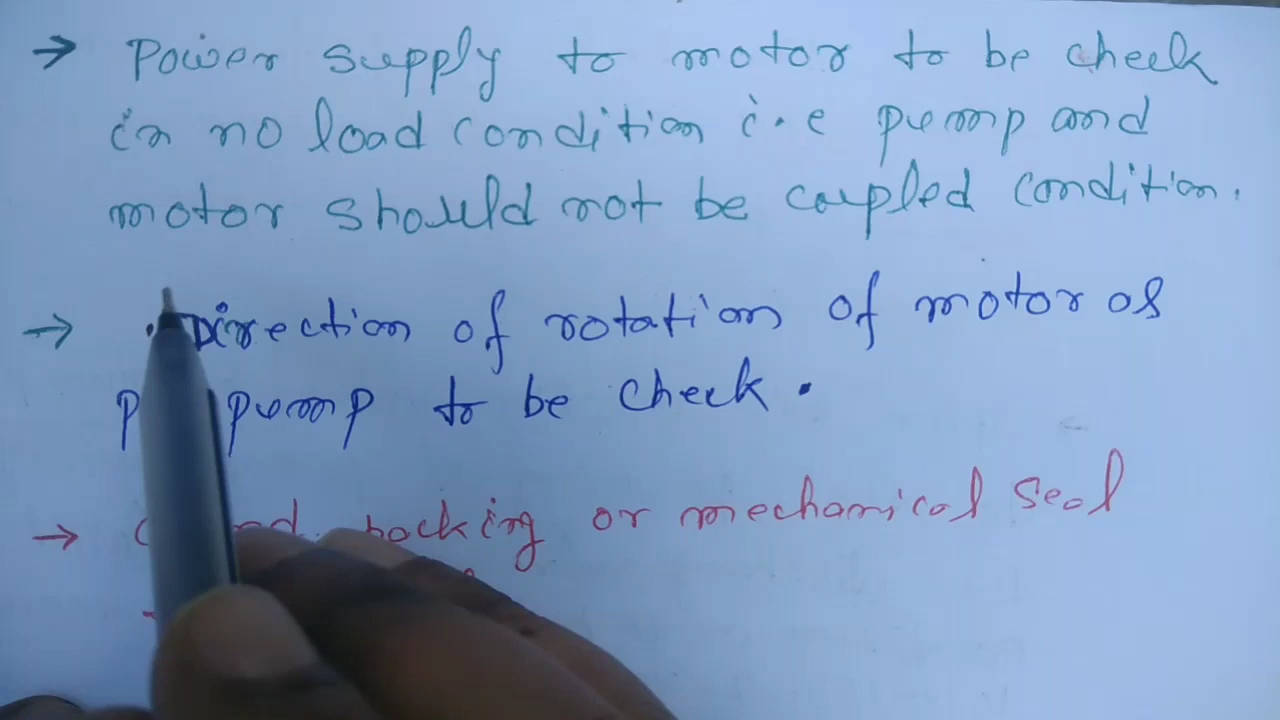 → Power supply to motor to be check
in no load condition i.e pump and
motor should not be coupled condition.
→ Direction of rotation of motor as
pump to be check.
→ packing or mechanical seal